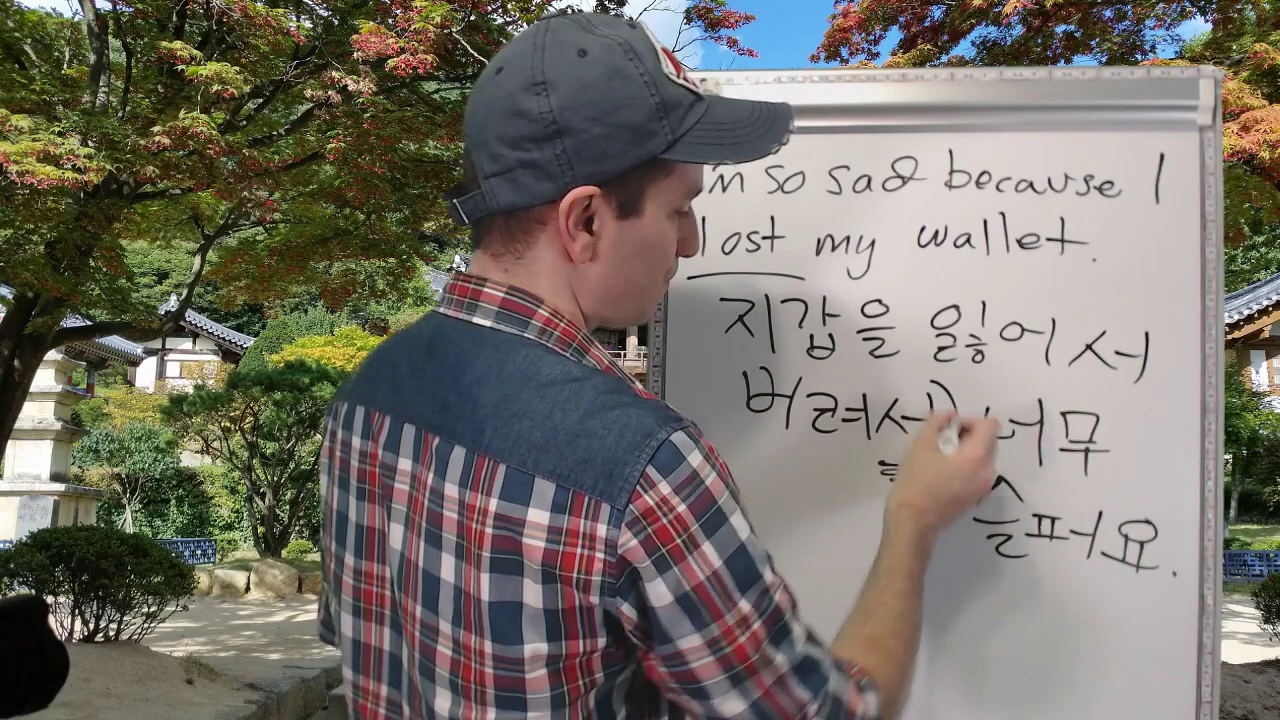 'm so sad because I
lost my wallet.
지갑을 잃어서
버려서) 너무
슬퍼요.